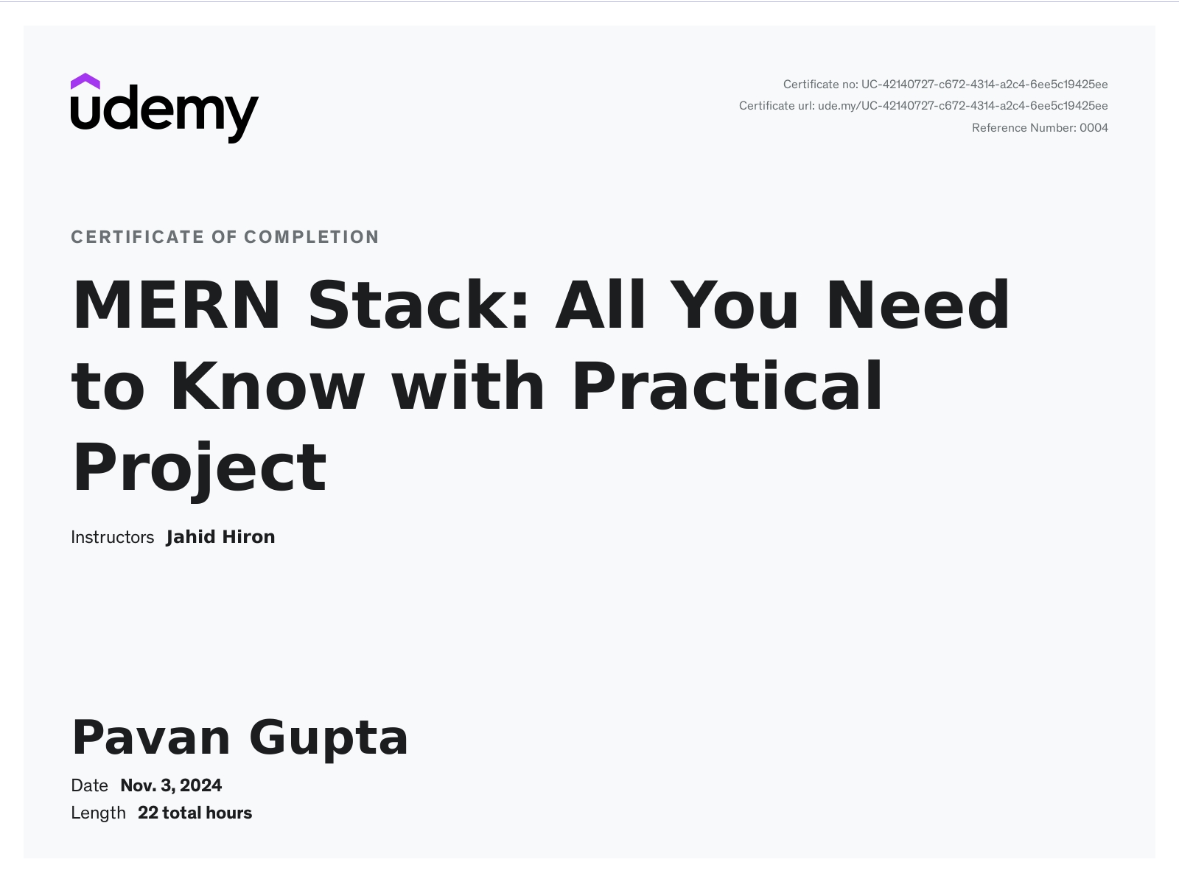 udemy
Certificate no: UC-42140727-c672-4314-a2c4-6ee5c19425ee
Certificate url: ude.my/UC-42140727-c672-4314-a2c4-6ee5c19425ee
Reference Number: 0004
CERTIFICATE OF COMPLETION
MERN Stack: All You Need
to Know with Practical
Project
Instructors Jahid Hiron
Pavan Gupta
Date Nov. 3, 2024
Length 22 total hours